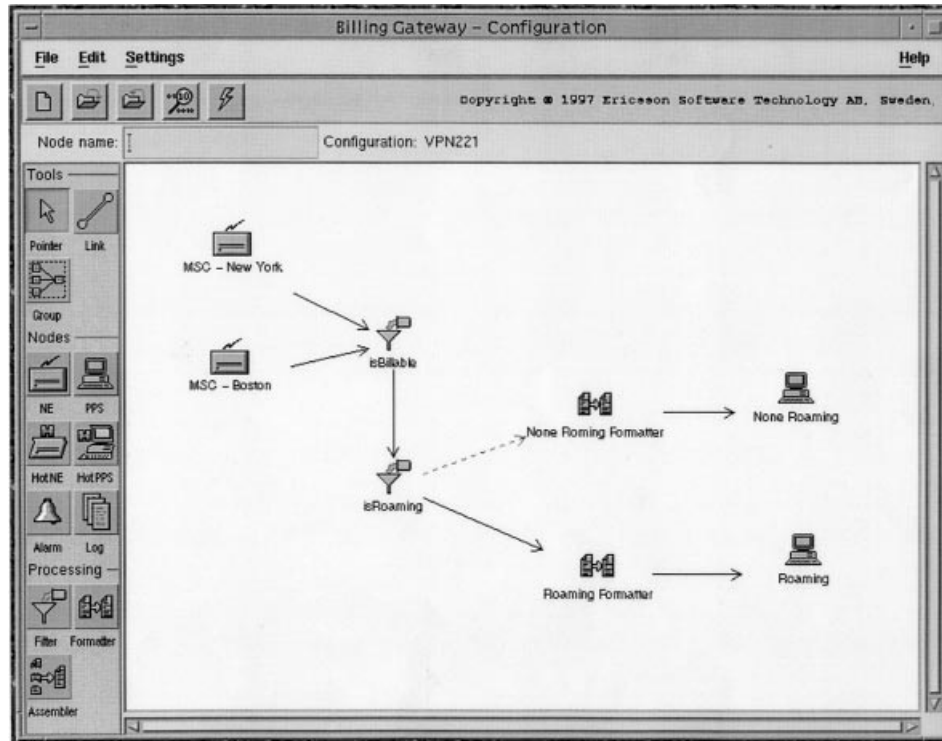 Billing Gateway – Configuration
File Edit Settings Help
Copyright © 1997 Ericsson Software Technology AB, Sweden,
Node name: Configuration: VPN221
Tools
Pointer Link
Group
Nodes
NE PPS
HotNE HotPPS
Alarm Log
Processing
Filter Formatter
Assembler
MSC – New York
MSC – Boston
isBillable
None Roming Formatter
None Roaming
isRoaming
Roaming Formatter
Roaming